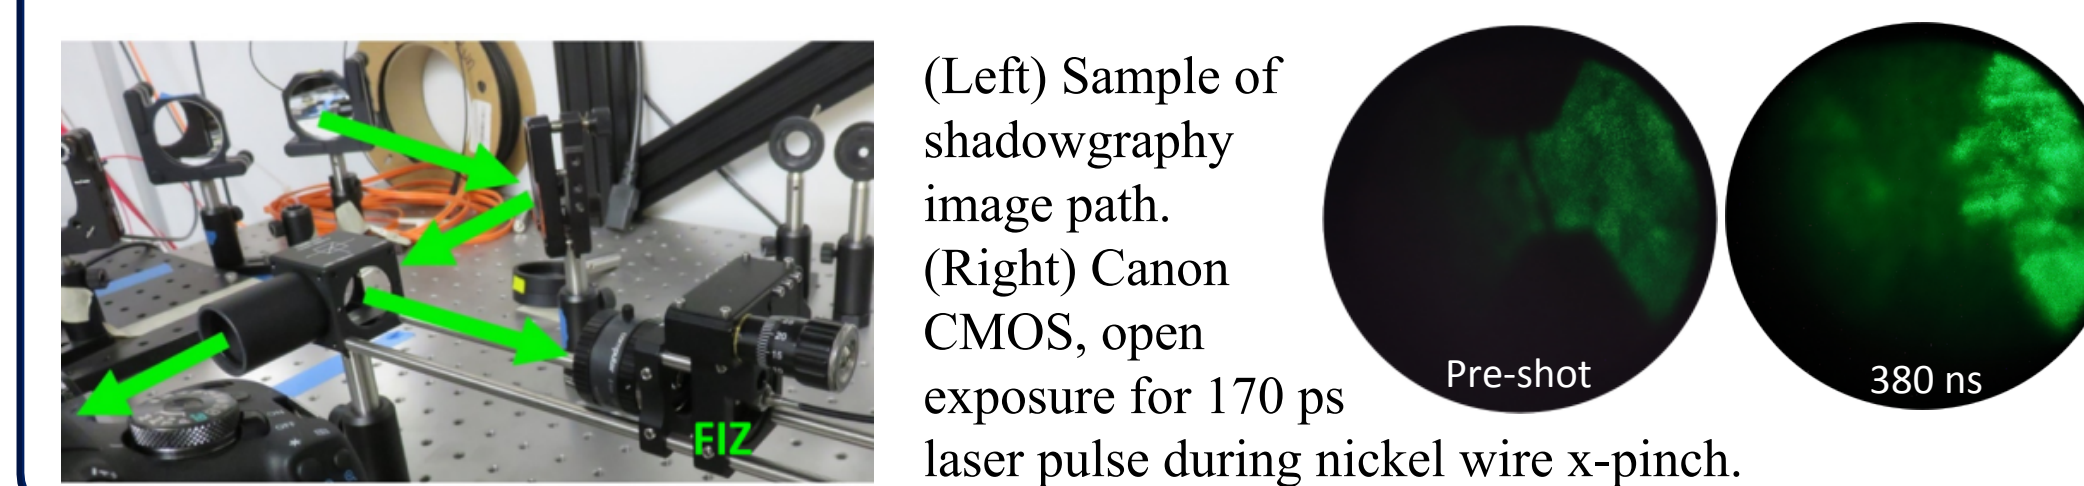 (Left) Sample of
shadowgraphy
image path.
(Right) Canon
CMOS, open
exposure for 170 ps
laser pulse during nickel wire x-pinch.
Pre-shot
380 ns
FIZ